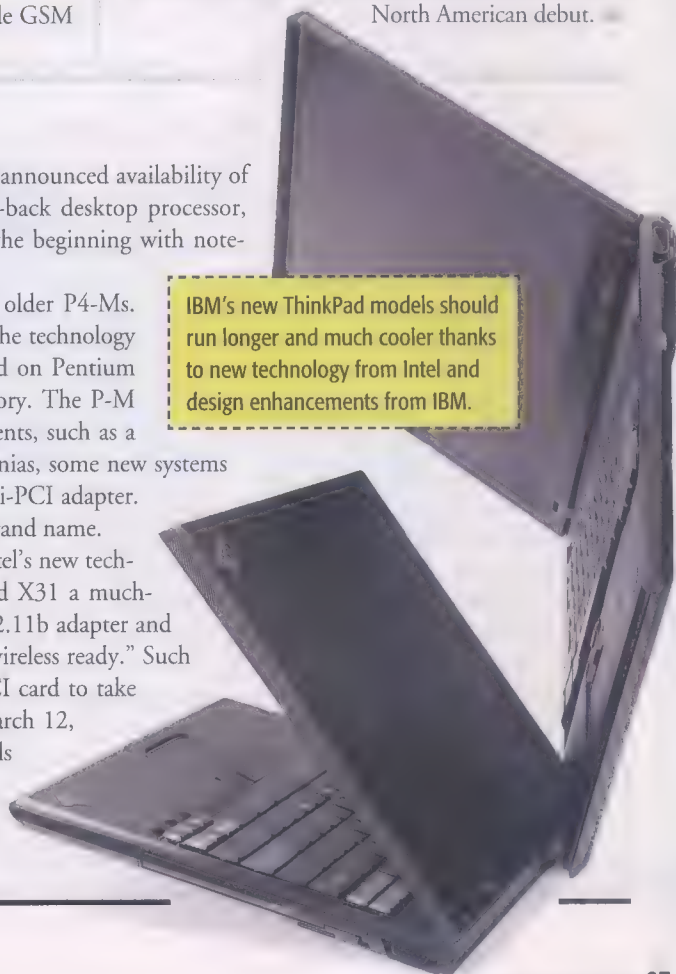 le GSM
North American debut.
announced availability of
-back desktop processor,
he beginning with note-
older P4-Ms.
he technology
d on Pentium
ory. The P-M
ents, such as a
nias, some new systems
i-PCI adapter.
and name.
tel's new tech-
d X31 a much-
2.11b adapter and
wireless ready." Such
CI card to take
arch 12,
ls
IBM's new ThinkPad models should
run longer and much cooler thanks
to new technology from Intel and
design enhancements from IBM.